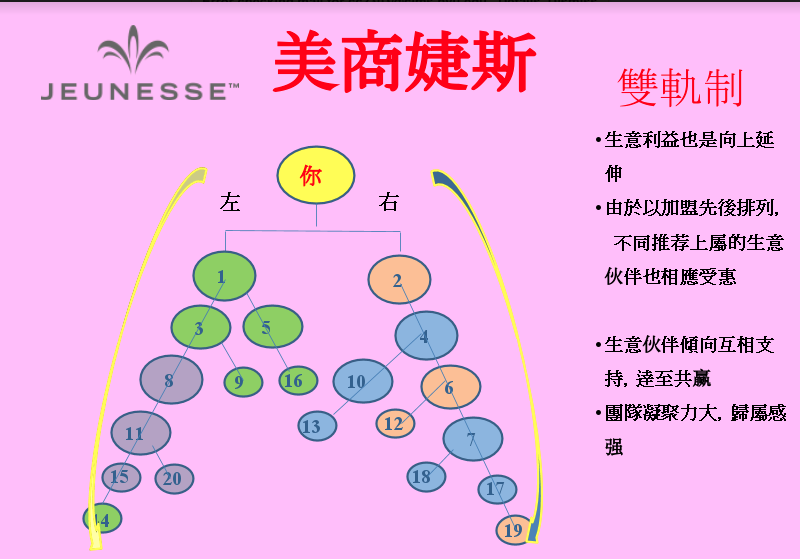 JEUNESSE™
美商婕斯
雙軌制
•生意利益也是向上延
伸
•由於以加盟先後排列,
不同推荐上屬的生意
伙伴也相應受惠
•生意伙伴傾向互相支
持, 達至共赢
•團隊凝聚力大, 歸屬感
强
你
左 右
1 2
3 5 4
8 9 16 10 6
13 12
11 7
15 20 18 17
14 19